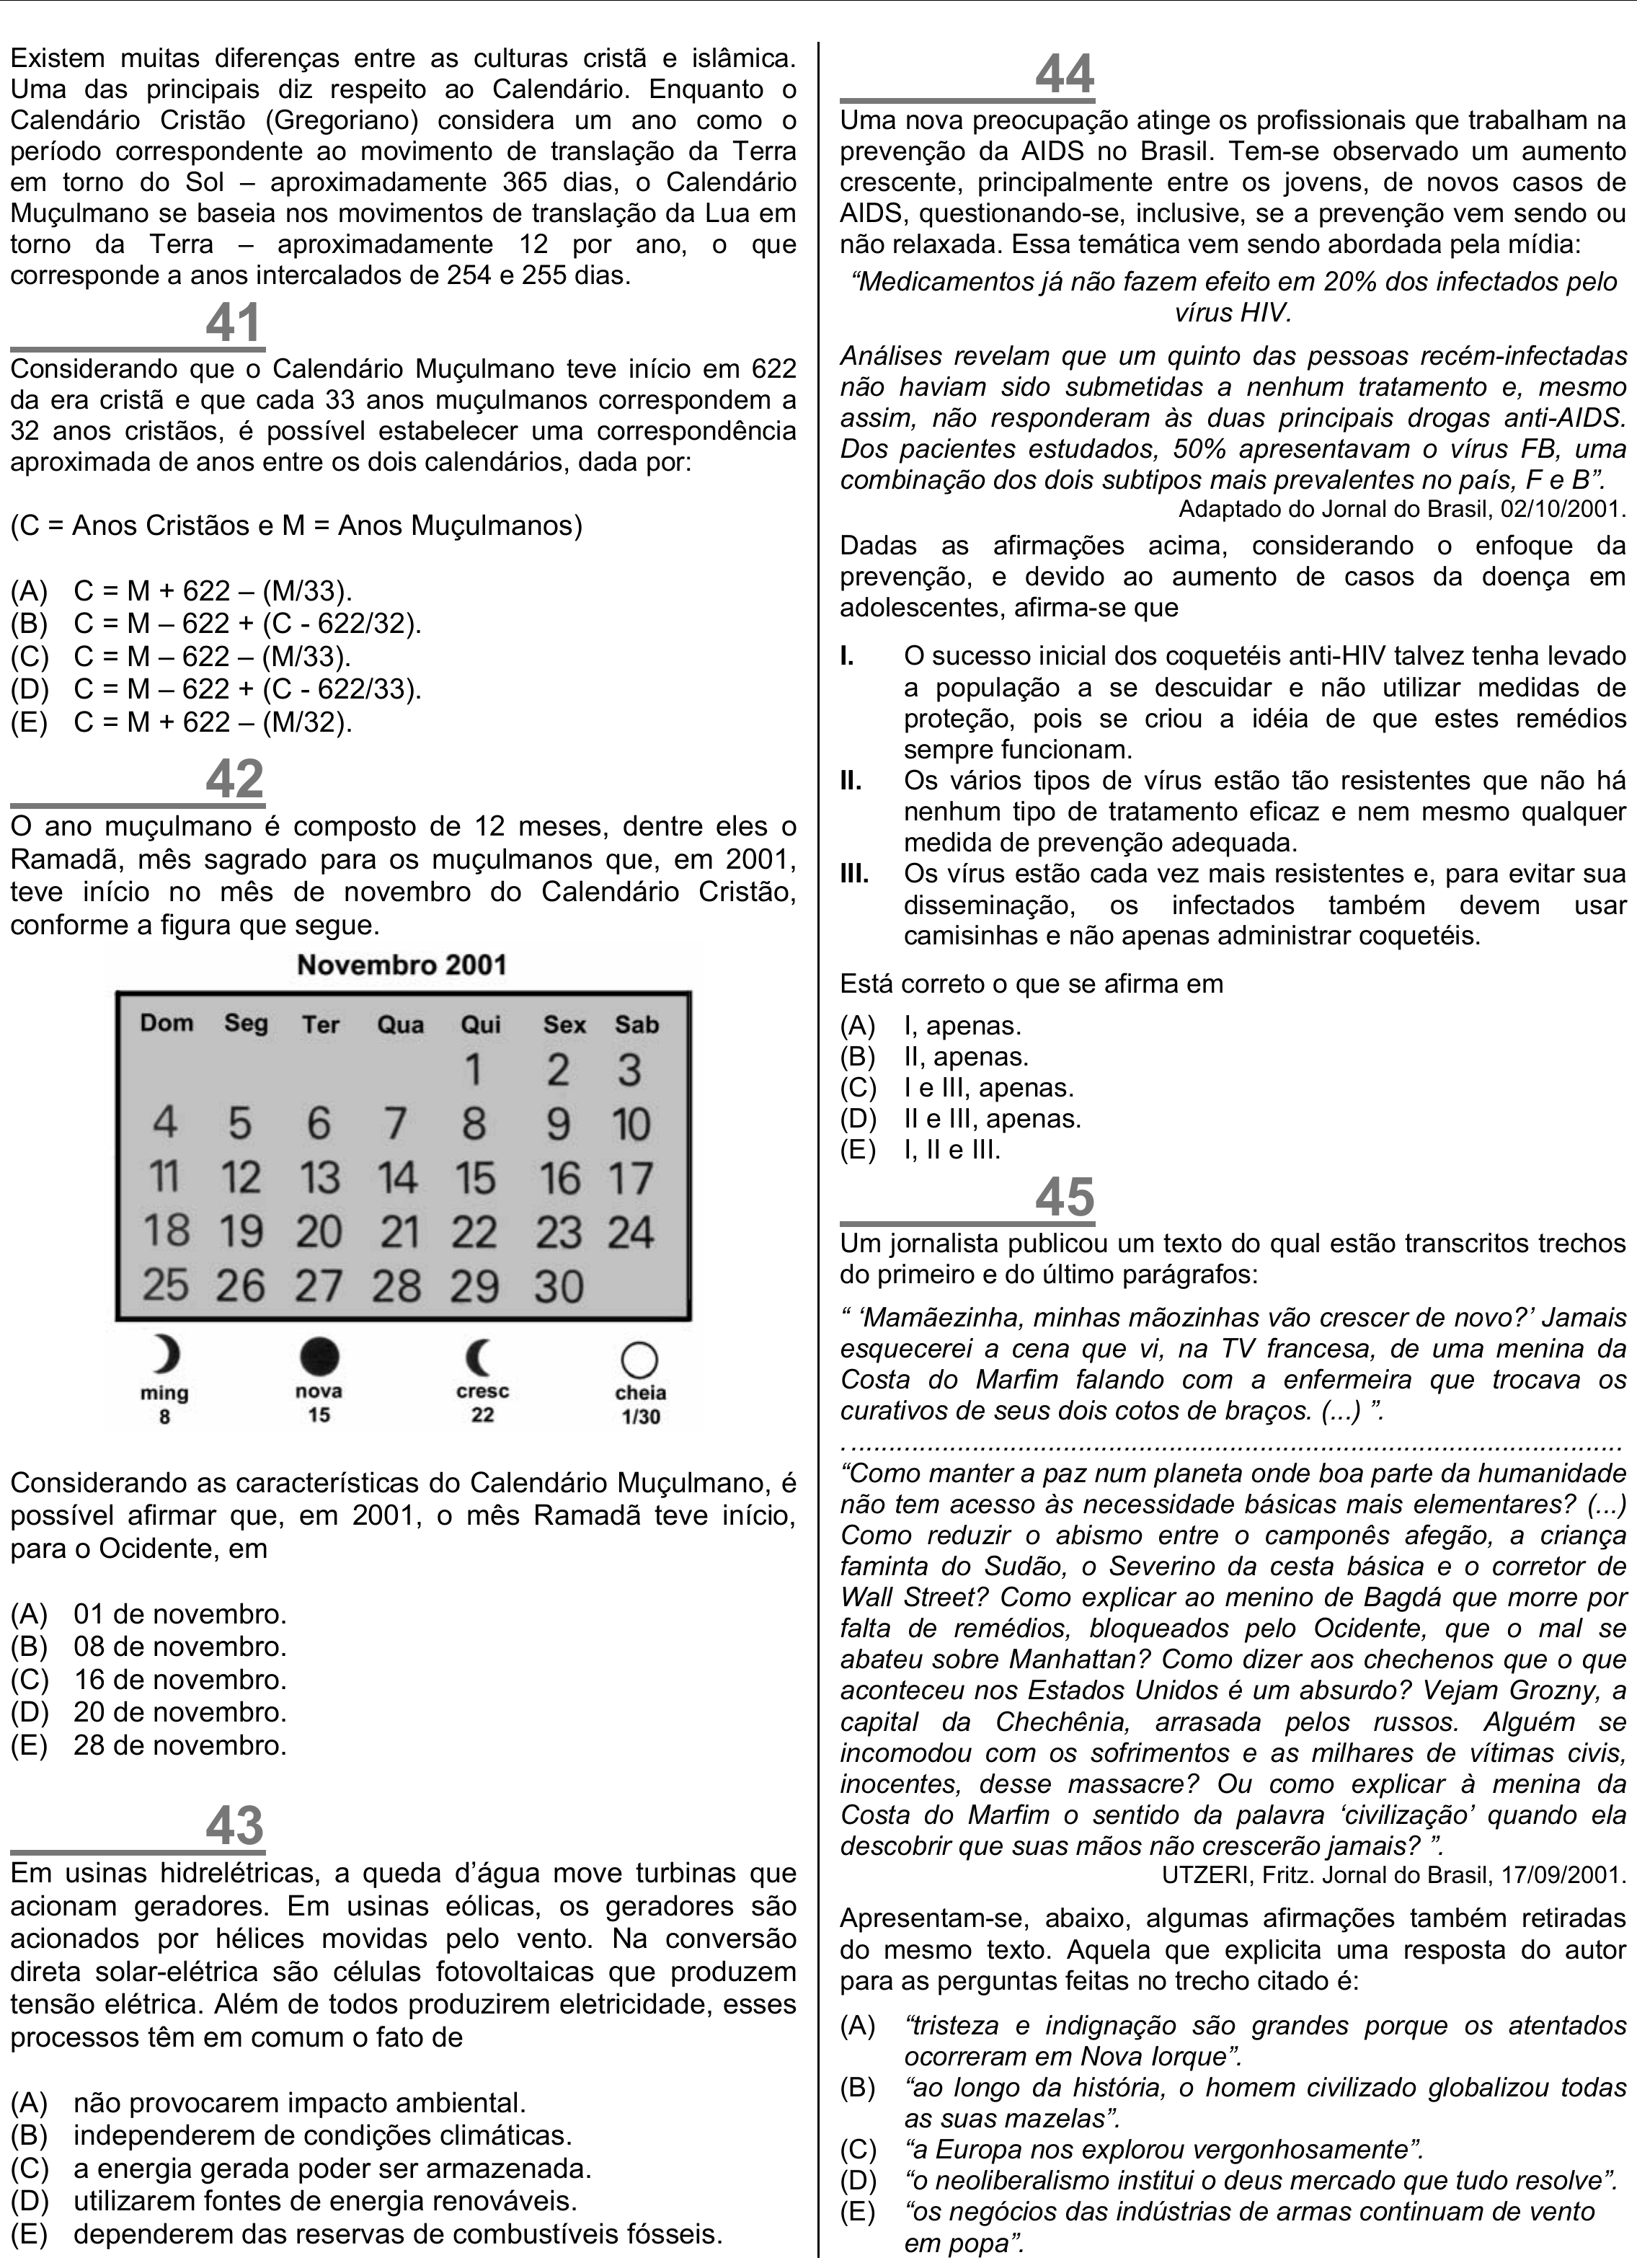 Existem muitas diferenças entre as culturas cristã e islâmica.
Uma das principais diz respeito ao Calendário. Enquanto o
Calendário Cristão (Gregoriano) considera um ano como o
período correspondente ao movimento de translação da Terra
em torno do Sol – aproximadamente 365 dias, o Calendário
Muçulmano se baseia nos movimentos de translação da Lua em
torno da Terra – aproximadamente 12 por ano, o que
corresponde a anos intercalados de 254 e 255 dias.
41
Considerando que o Calendário Muçulmano teve início em 622
da era cristã e que cada 33 anos muçulmanos correspondem a
32 anos cristãos, é possível estabelecer uma correspondência
aproximada de anos entre os dois calendários, dada por:
(C = Anos Cristãos e M = Anos Muçulmanos)
(A) C = M + 622 – (M/33).
(B) C = M – 622 + (C - 622/32).
(C) C = M – 622 – (M/33).
(D) C = M – 622 + (C - 622/33).
(E) C = M + 622 – (M/32).
42
O ano muçulmano é composto de 12 meses, dentre eles o
Ramadã, mês sagrado para os muçulmanos que, em 2001,
teve início no mês de novembro do Calendário Cristão,
conforme a figura que segue.
Novembro 2001
Dom Seg Ter Qua Qui Sex Sab
1 2 3
4 5 6 7 8 9 10
11 12 13 14 15 16 17
18 19 20 21 22 23 24
25 26 27 28 29 30
ming nova cresc cheia
8 15 22 1/30
Considerando as características do Calendário Muçulmano, é
possível afirmar que, em 2001, o mês Ramadã teve início,
para o Ocidente, em
(A) 01 de novembro.
(B) 08 de novembro.
(C) 16 de novembro.
(D) 20 de novembro.
(E) 28 de novembro.
43
Em usinas hidrelétricas, a queda d’água move turbinas que
acionam geradores. Em usinas eólicas, os geradores são
acionados por hélices movidas pelo vento. Na conversão
direta solar-elétrica são células fotovoltaicas que produzem
tensão elétrica. Além de todos produzirem eletricidade, esses
processos têm em comum o fato de
(A) não provocarem impacto ambiental.
(B) independerem de condições climáticas.
(C) a energia gerada poder ser armazenada.
(D) utilizarem fontes de energia renováveis.
(E) dependerem das reservas de combustíveis fósseis.
44
Uma nova preocupação atinge os profissionais que trabalham na
prevenção da AIDS no Brasil. Tem-se observado um aumento
crescente, principalmente entre os jovens, de novos casos de
AIDS, questionando-se, inclusive, se a prevenção vem sendo ou
não relaxada. Essa temática vem sendo abordada pela mídia:
“Medicamentos já não fazem efeito em 20% dos infectados pelo
vírus HIV.
Análises revelam que um quinto das pessoas recém-infectadas
não haviam sido submetidas a nenhum tratamento e, mesmo
assim, não responderam às duas principais drogas anti-AIDS.
Dos pacientes estudados, 50% apresentavam o vírus FB, uma
combinação dos dois subtipos mais prevalentes no país, F e B”.
Adaptado do Jornal do Brasil, 02/10/2001.
Dadas as afirmações acima, considerando o enfoque da
prevenção, e devido ao aumento de casos da doença em
adolescentes, afirma-se que
I. O sucesso inicial dos coquetéis anti-HIV talvez tenha levado
a população a se descuidar e não utilizar medidas de
proteção, pois se criou a idéia de que estes remédios
sempre funcionam.
II. Os vários tipos de vírus estão tão resistentes que não há
nenhum tipo de tratamento eficaz e nem mesmo qualquer
medida de prevenção adequada.
III. Os vírus estão cada vez mais resistentes e, para evitar sua
disseminação, os infectados também devem usar
camisinhas e não apenas administrar coquetéis.
Está correto o que se afirma em
(A) I, apenas.
(B) II, apenas.
(C) I e III, apenas.
(D) II e III, apenas.
(E) I, II e III.
45
Um jornalista publicou um texto do qual estão transcritos trechos
do primeiro e do último parágrafos:
“ ‘Mamãezinha, minhas mãozinhas vão crescer de novo?’ Jamais
esquecerei a cena que vi, na TV francesa, de uma menina da
Costa do Marfim falando com a enfermeira que trocava os
curativos de seus dois cotos de braços. (...) ”.
.......................................................................................................
“Como manter a paz num planeta onde boa parte da humanidade
não tem acesso às necessidade básicas mais elementares? (...)
Como reduzir o abismo entre o camponês afegão, a criança
faminta do Sudão, o Severino da cesta básica e o corretor de
Wall Street? Como explicar ao menino de Bagdá que morre por
falta de remédios, bloqueados pelo Ocidente, que o mal se
abateu sobre Manhattan? Como dizer aos chechenos que o que
aconteceu nos Estados Unidos é um absurdo? Vejam Grozny, a
capital da Chechênia, arrasada pelos russos. Alguém se
incomodou com os sofrimentos e as milhares de vítimas civis,
inocentes, desse massacre? Ou como explicar à menina da
Costa do Marfim o sentido da palavra ‘civilização’ quando ela
descobrir que suas mãos não crescerão jamais? ”.
UTZERI, Fritz. Jornal do Brasil, 17/09/2001.
Apresentam-se, abaixo, algumas afirmações também retiradas
do mesmo texto. Aquela que explicita uma resposta do autor
para as perguntas feitas no trecho citado é:
(A) “tristeza e indignação são grandes porque os atentados
ocorreram em Nova Iorque”.
(B) “ao longo da história, o homem civilizado globalizou todas
as suas mazelas”.
(C) “a Europa nos explorou vergonhosamente”.
(D) “o neoliberalismo institui o deus mercado que tudo resolve”.
(E) “os negócios das indústrias de armas continuam de vento
em popa”.